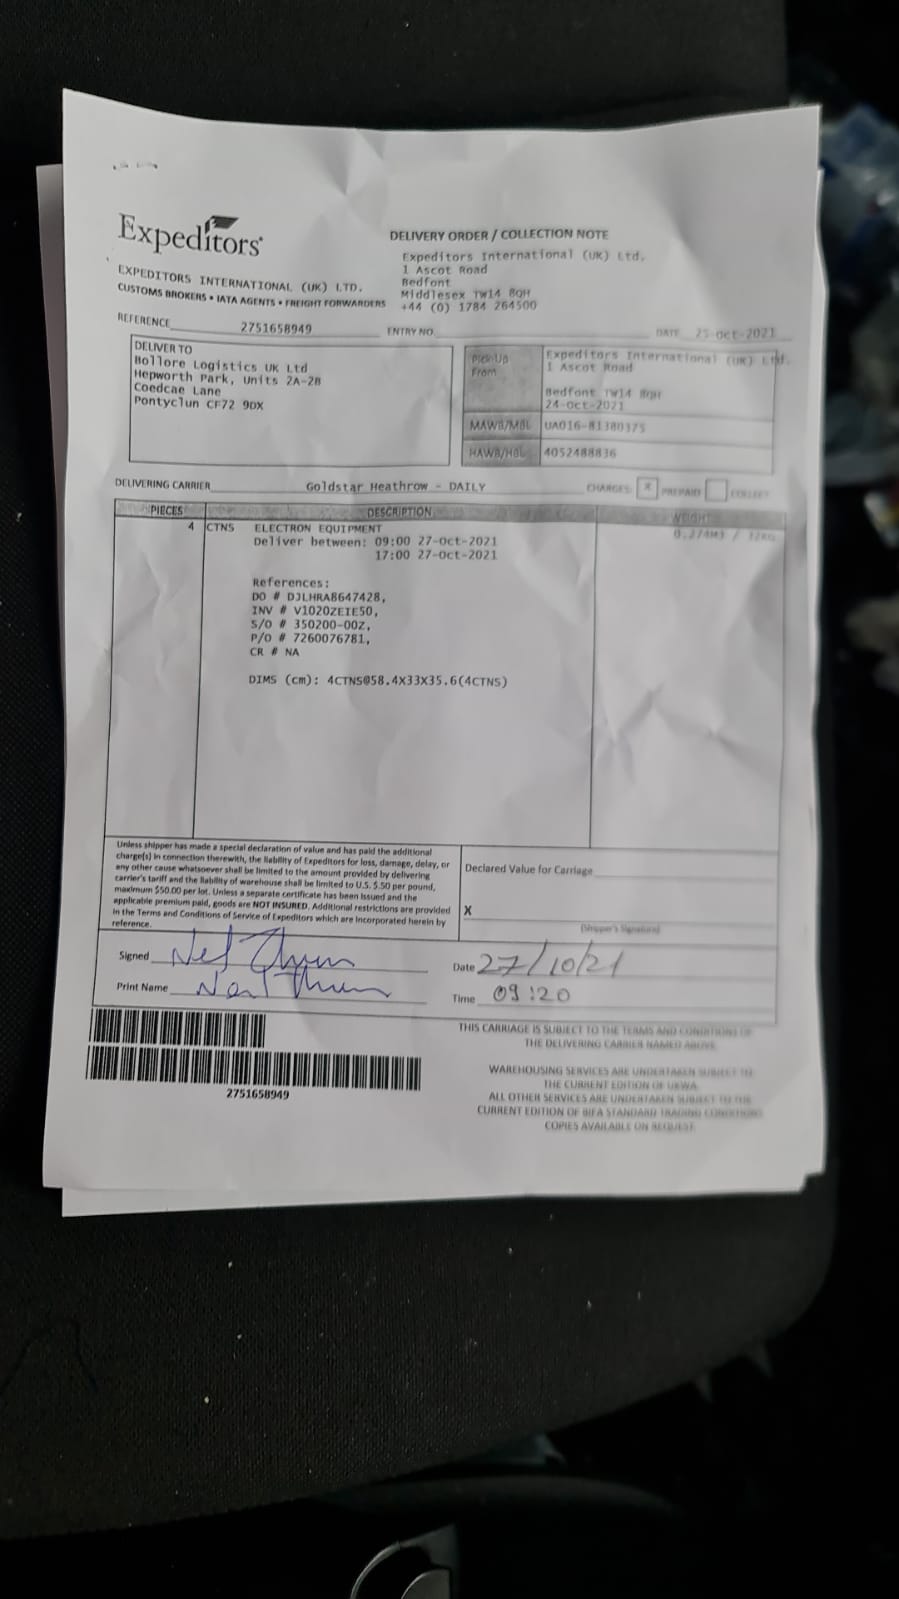 Expeditors
DELIVERY ORDER / COLLECTION NOTE
EXPEDITORS INTERNATIONAL (UK) LTD.
CUSTOMS BROKERS • IATA AGENTS • FREIGHT FORWARDERS
Expeditors International (UK) Ltd.
1 Ascot Road
Bedfont
Middlesex TW14 8QH
+44 (0) 1784 264500
REFERENCE 2751658949 ENTRY NO. DATE 25-Oct-2021
DELIVER TO
Bollore Logistics UK Ltd
Hepworth Park, Units 2A-2B
Coedcae Lane
Pontyclun CF72 9DX
PickUp From
Expeditors International (UK) Ltd.
1 Ascot Road
Bedfont TW14 8QH
24-Oct-2021
MAWB/MBL UA016-81380375
HAWB/HBL 4052488836
DELIVERING CARRIER Goldstar Heathrow - DAILY CHARGES: X PREPAID COLLECT
PIECES DESCRIPTION WEIGHT
4 CTNS ELECTRON EQUIPMENT 0.274M3 / 32KG
Deliver between: 09:00 27-Oct-2021
17:00 27-Oct-2021
References:
DO # DJLHRA8647428,
INV # V1020ZEIE50,
S/O # 350200-00Z,
P/O # 7260076781,
CR # NA
DIMS (cm): 4CTNS@58.4X33X35.6(4CTNS)
Unless shipper has made a special declaration of value and has paid the additional
charge(s) in connection therewith, the liability of Expeditors for loss, damage, delay, or
any other cause whatsoever shall be limited to the amount provided by delivering
carrier's tariff and the liability of warehouse shall be limited to U.S. $.50 per pound,
maximum $50.00 per lot. Unless a separate certificate has been issued and the
applicable premium paid, goods are NOT INSURED. Additional restrictions are provided
in the Terms and Conditions of Service of Expeditors which are incorporated herein by
reference.
Declared Value for Carriage
X
(Shipper's Signature)
Signed
Date 27/10/21
Print Name
Time 09:20
THIS CARRIAGE IS SUBJECT TO THE TERMS AND CONDITIONS OF
THE DELIVERING CARRIER NAMED ABOVE.
WAREHOUSING SERVICES ARE UNDERTAKEN SUBJECT TO
THE CURRENT EDITION OF UKWA.
ALL OTHER SERVICES ARE UNDERTAKEN SUBJECT TO THE
CURRENT EDITION OF BIFA STANDARD TRADING CONDITIONS
COPIES AVAILABLE ON REQUEST.
2751658949